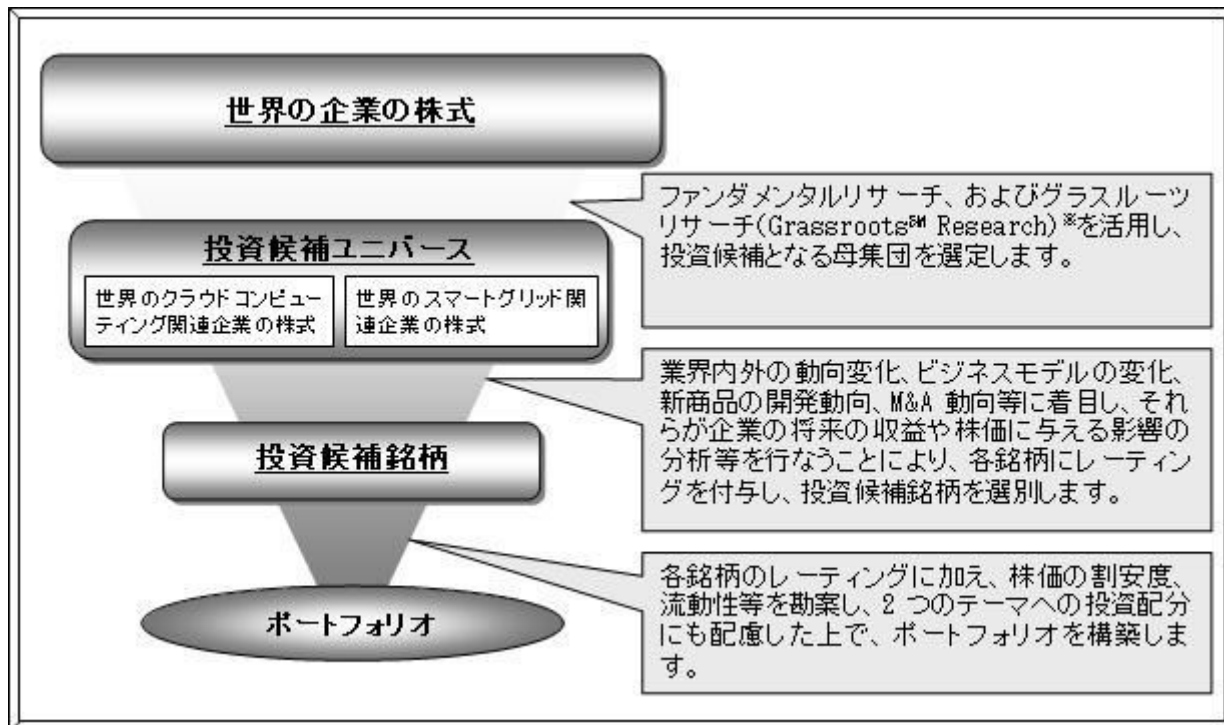 世界の企業の株式
ファンダメンタルリサーチ、およびグラスルーツ
リサーチ(Grassroots℠ Research)※を活用し、
投資候補となる母集団を選定します。
投資候補ユニバース
世界のクラウドコンピュー
ティング関連企業の株式
世界のスマートグリッド関
連企業の株式
業界内外の動向変化、ビジネスモデルの変化、
新商品の開発動向、M&A 動向等に着目し、それ
らが企業の将来の収益や株価に与える影響の
分析等を行なうことにより、各銘柄にレーティン
グを付与し、投資候補銘柄を選別します。
投資候補銘柄
各銘柄のレーティングに加え、株価の割安度、
流動性等を勘案し、2 つのテーマへの投資配分
にも配慮した上で、ポートフォリオを構築しま
す。
ポートフォリオ